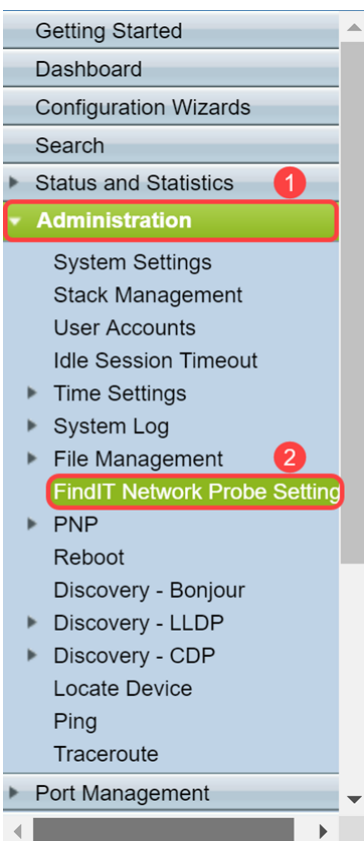 Getting Started
Dashboard
Configuration Wizards
Search
Status and Statistics 1
Administration
System Settings
Stack Management
User Accounts
Idle Session Timeout
Time Settings
System Log
File Management 2
FindIT Network Probe Setting
PNP
Reboot
Discovery - Bonjour
Discovery - LLDP
Discovery - CDP
Locate Device
Ping
Traceroute
Port Management